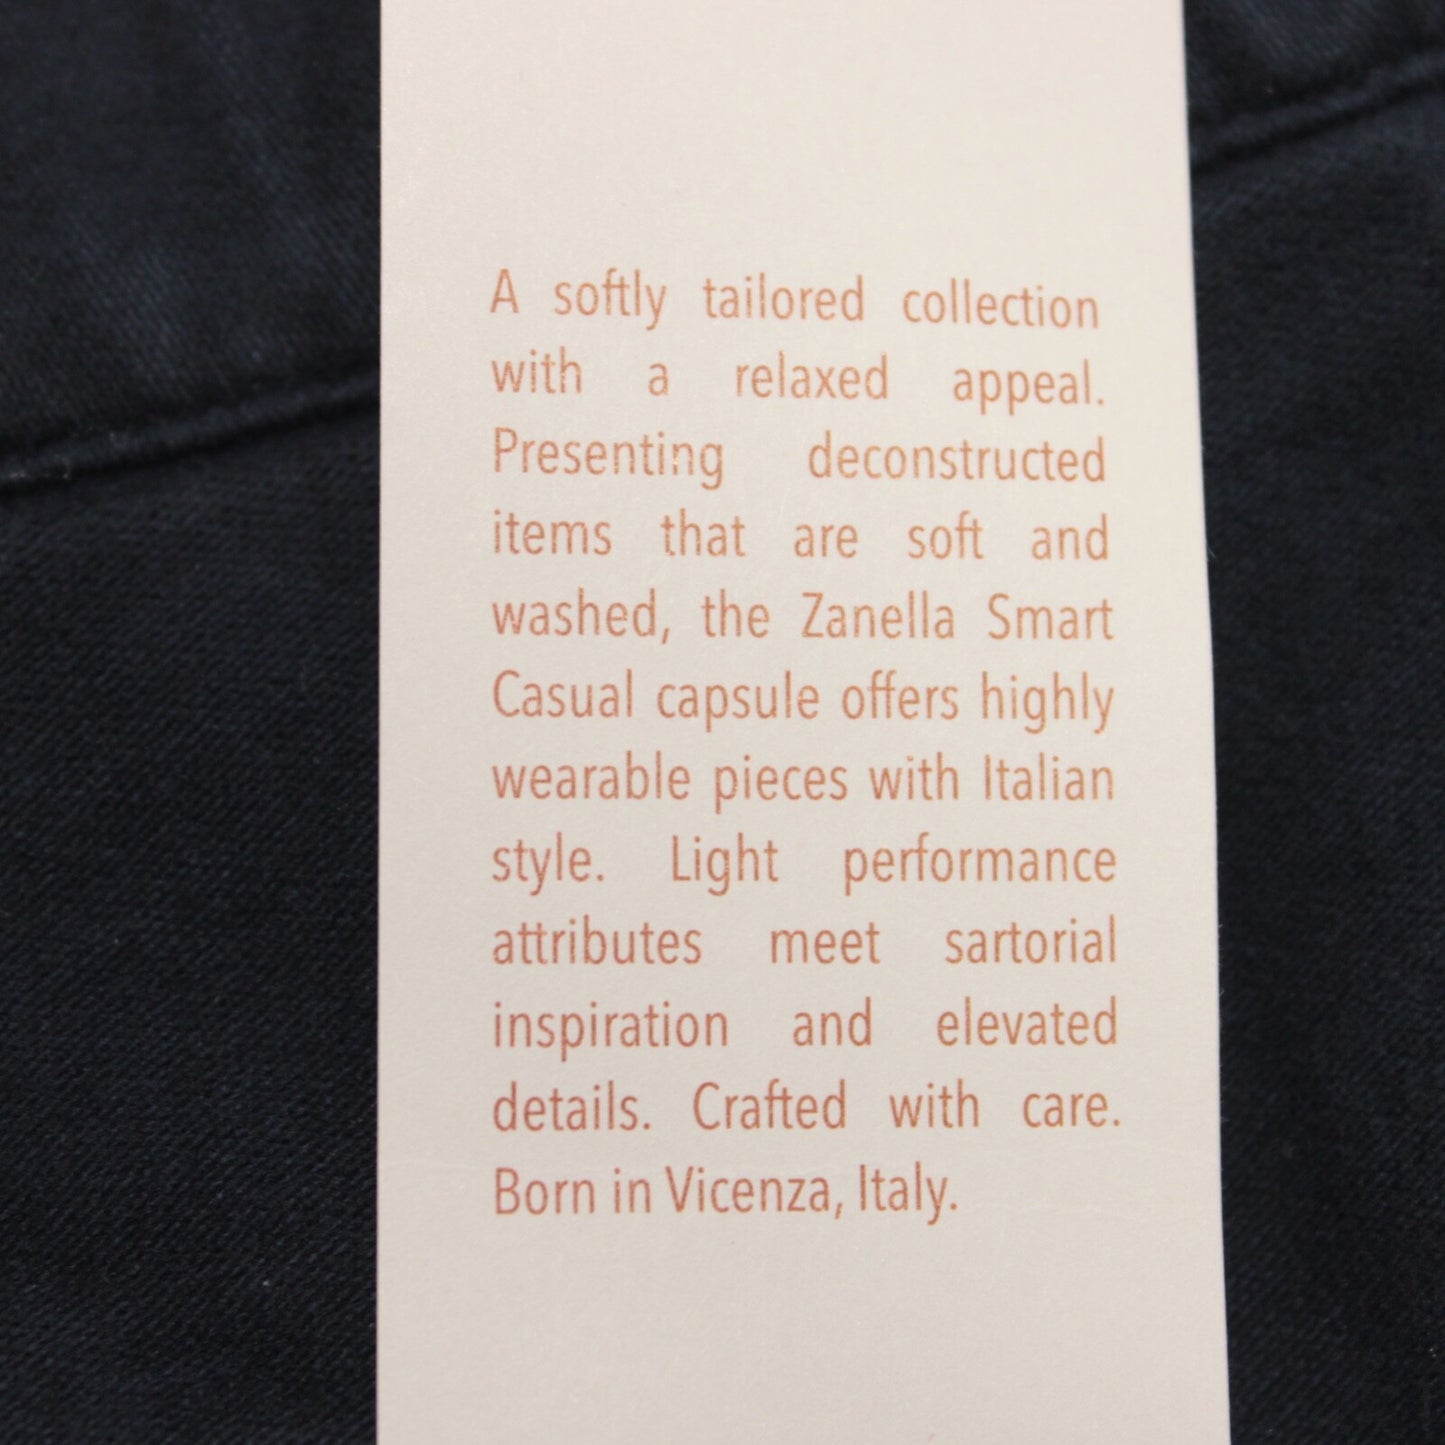 A softly tailored collection
with a relaxed appeal.
Presenting deconstructed
items that are soft and
washed, the Zanella Smart
Casual capsule offers highly
wearable pieces with Italian
style. Light performance
attributes meet sartorial
inspiration and elevated
details. Crafted with care.
Born in Vicenza, Italy.